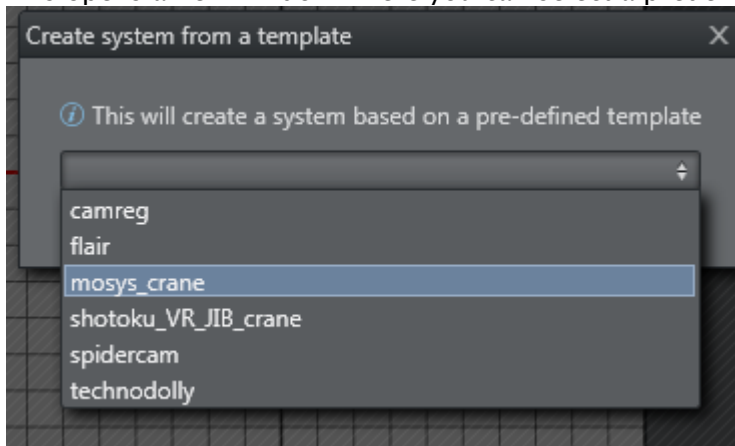 Create system from a template
X
This will create a system based on a pre-defined template
camreg
flair
mosys_crane
shotoku_VR_JIB_crane
spidercam
technodolly